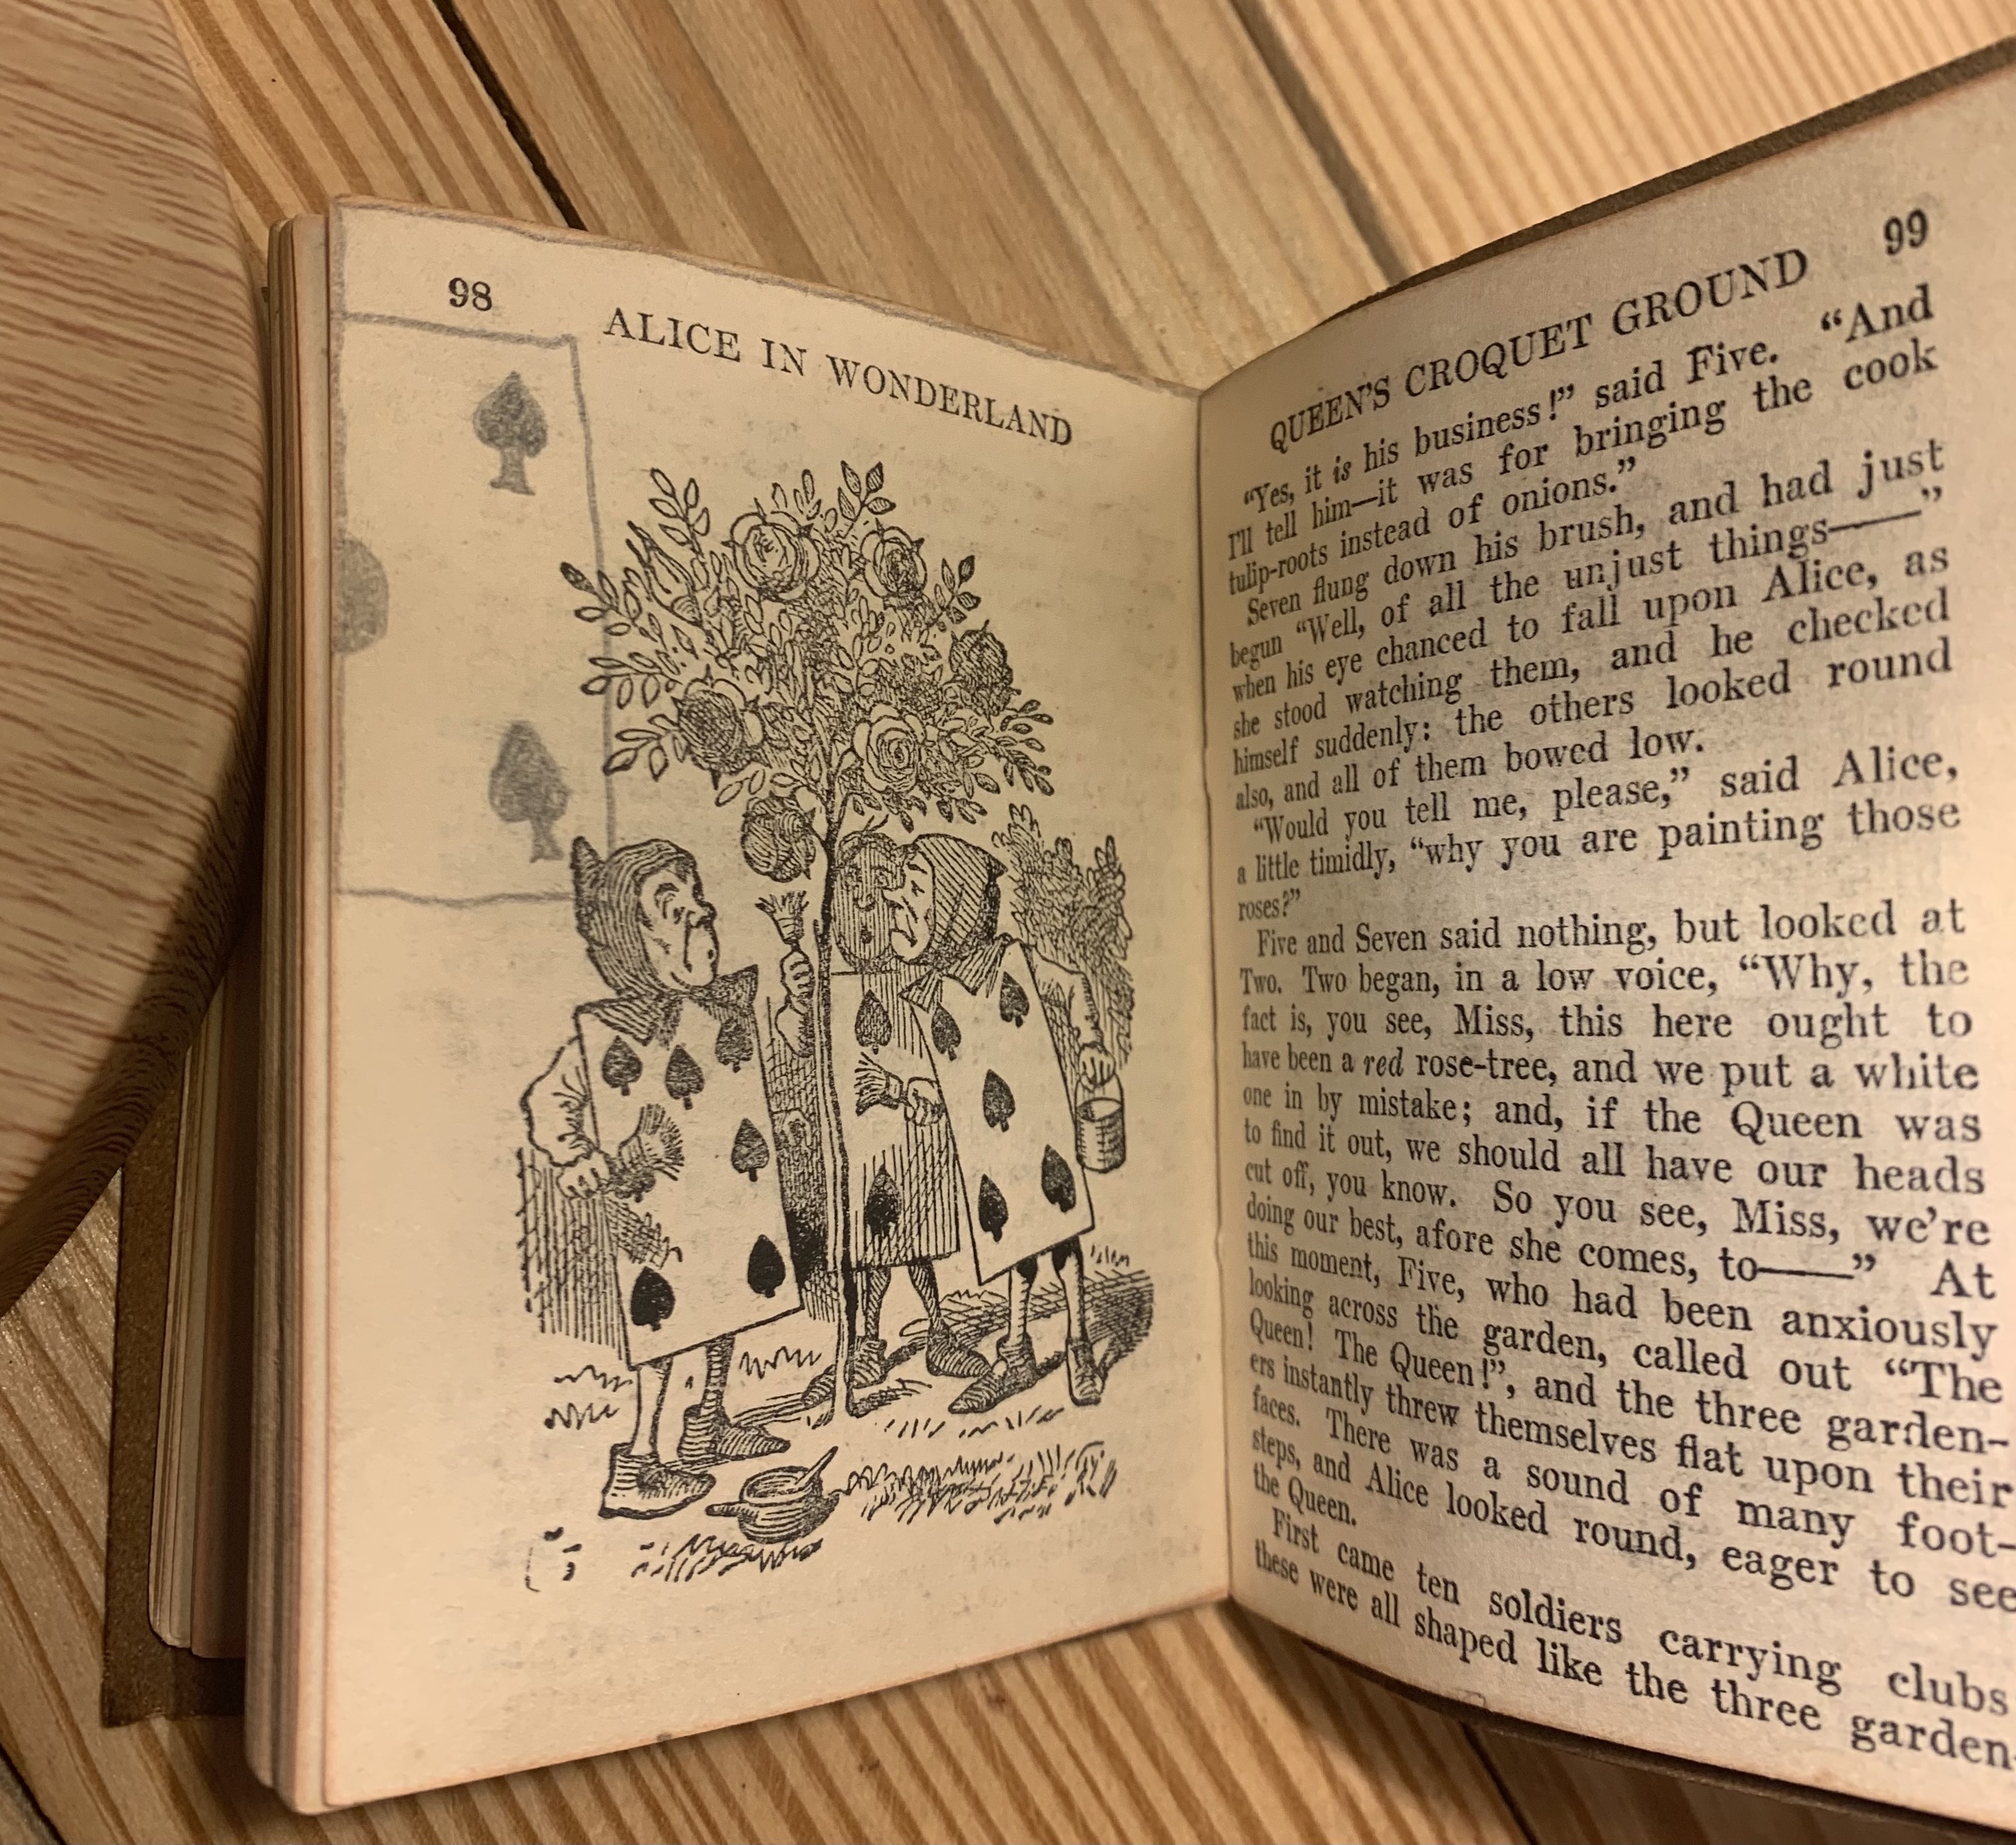 98
ALICE IN WONDERLAND
QUEEN'S CROQUET GROUND 99
“Yes, it is his business!” said Five. “And
I'll tell him—it was for bringing the cook
tulip-roots instead of onions.”
Seven flung down his brush, and had just
begun “Well, of all the unjust things——”
when his eye chanced to fall upon Alice, as
she stood watching them, and he checked
himself suddenly: the others looked round
also, and all of them bowed low.
“Would you tell me, please,” said Alice,
a little timidly, “why you are painting those
roses?”
Five and Seven said nothing, but looked at
Two. Two began, in a low voice, “Why, the
fact is, you see, Miss, this here ought to
have been a red rose-tree, and we put a white
one in by mistake; and, if the Queen was
to find it out, we should all have our heads
cut off, you know. So you see, Miss, we're
doing our best, afore she comes, to——” At
this moment, Five, who had been anxiously
looking across the garden, called out “The
Queen! The Queen!”, and the three garden-
ers instantly threw themselves flat upon their
faces. There was a sound of many foot-
steps, and Alice looked round, eager to see
the Queen.
First came ten soldiers carrying clubs
these were all shaped like the three garden-